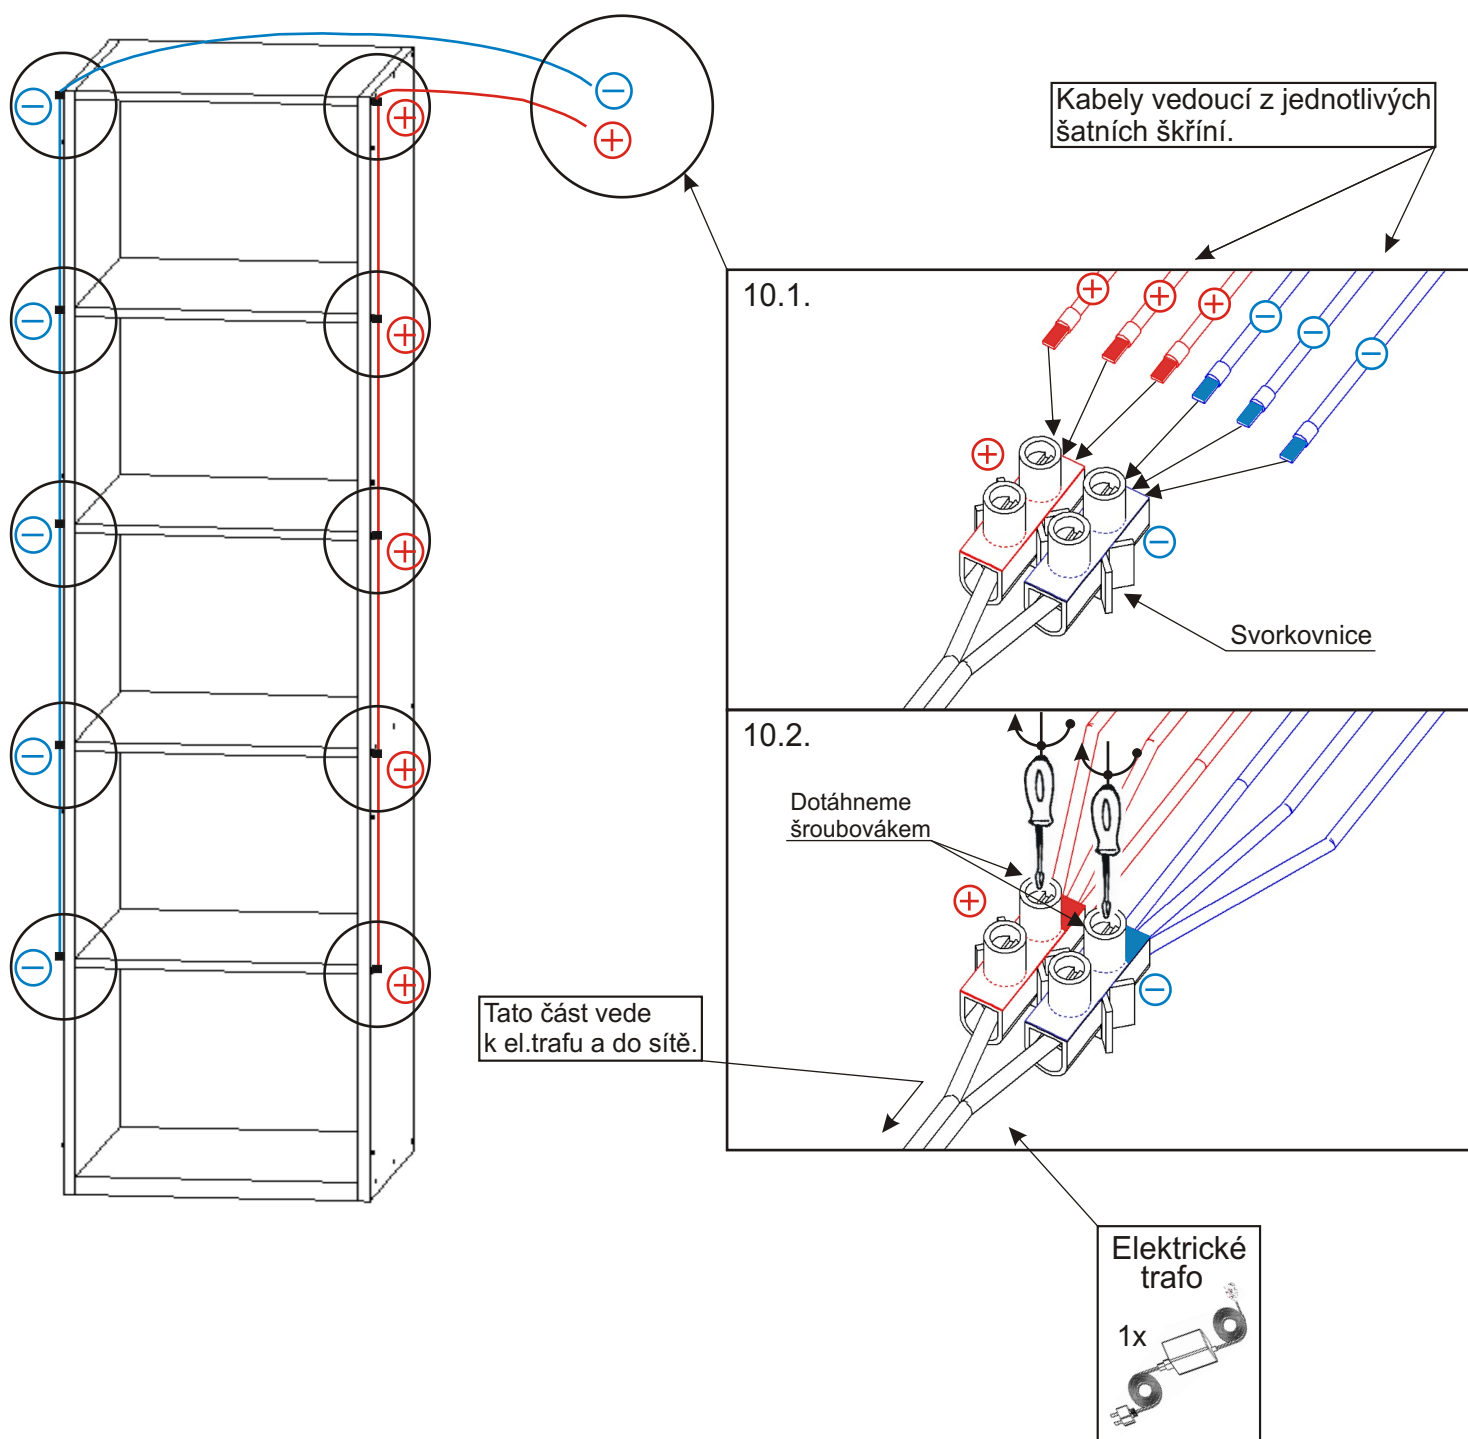 Kabely vedoucí z jednotlivých
šatních škříní.
10.1.
Svorkovnice
10.2.
Dotáhneme
šroubovákem
Tato část vede
k el.trafu a do sítě.
Elektrické
trafo
1x